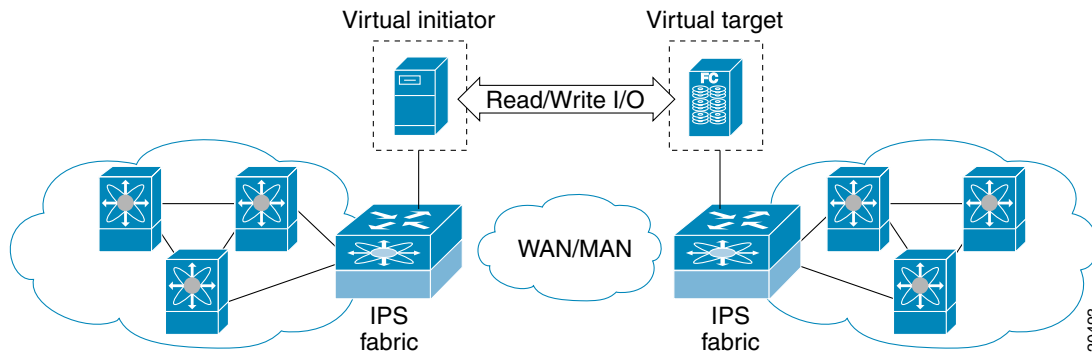 Virtual initiator
Virtual target
FC
Read/Write I/O
WAN/MAN
IPS
fabric
IPS
fabric